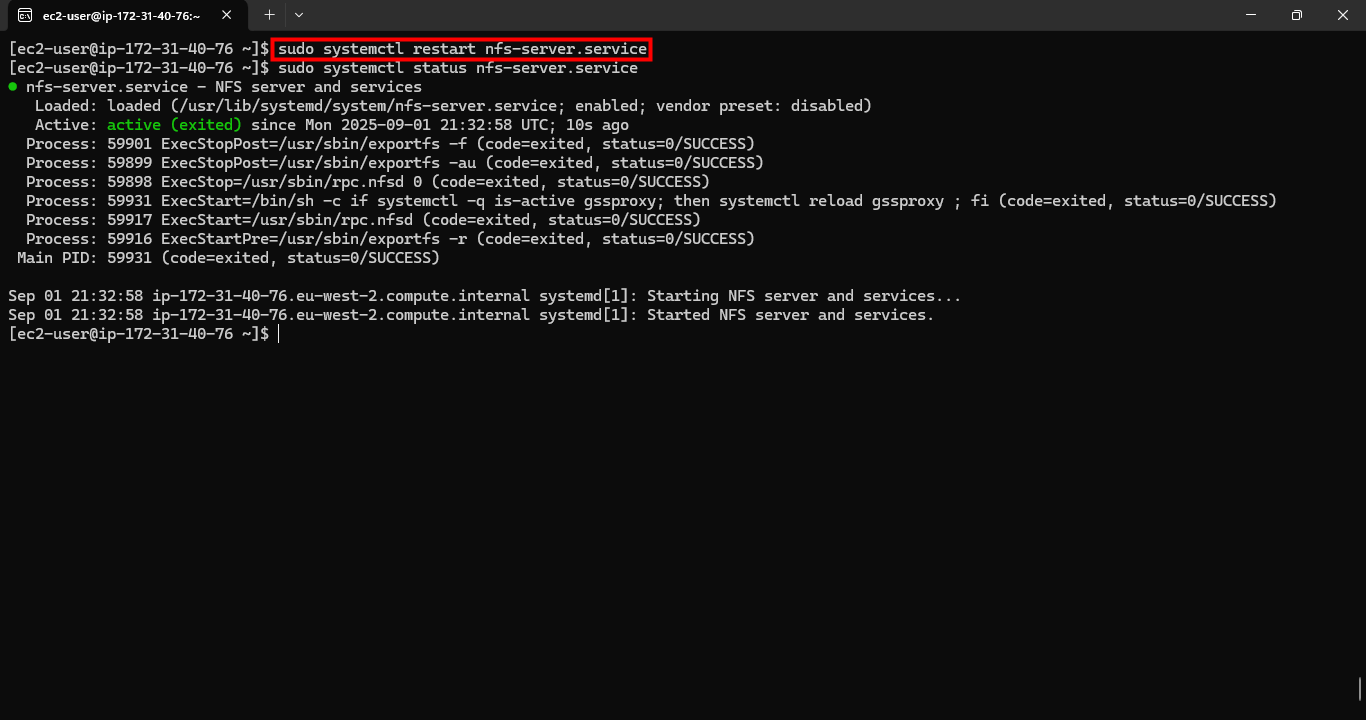 ec2-user@ip-172-31-40-76:~
[ec2-user@ip-172-31-40-76 ~]$ sudo systemctl restart nfs-server.service
[ec2-user@ip-172-31-40-76 ~]$ sudo systemctl status nfs-server.service
● nfs-server.service - NFS server and services
   Loaded: loaded (/usr/lib/systemd/system/nfs-server.service; enabled; vendor preset: disabled)
   Active: active (exited) since Mon 2025-09-01 21:32:58 UTC; 10s ago
  Process: 59901 ExecStopPost=/usr/sbin/exportfs -f (code=exited, status=0/SUCCESS)
  Process: 59899 ExecStopPost=/usr/sbin/exportfs -au (code=exited, status=0/SUCCESS)
  Process: 59898 ExecStop=/usr/sbin/rpc.nfsd 0 (code=exited, status=0/SUCCESS)
  Process: 59931 ExecStart=/bin/sh -c if systemctl -q is-active gssproxy; then systemctl reload gssproxy ; fi (code=exited, status=0/SUCCESS)
  Process: 59917 ExecStart=/usr/sbin/rpc.nfsd (code=exited, status=0/SUCCESS)
  Process: 59916 ExecStartPre=/usr/sbin/exportfs -r (code=exited, status=0/SUCCESS)
 Main PID: 59931 (code=exited, status=0/SUCCESS)

Sep 01 21:32:58 ip-172-31-40-76.eu-west-2.compute.internal systemd[1]: Starting NFS server and services...
Sep 01 21:32:58 ip-172-31-40-76.eu-west-2.compute.internal systemd[1]: Started NFS server and services.
[ec2-user@ip-172-31-40-76 ~]$